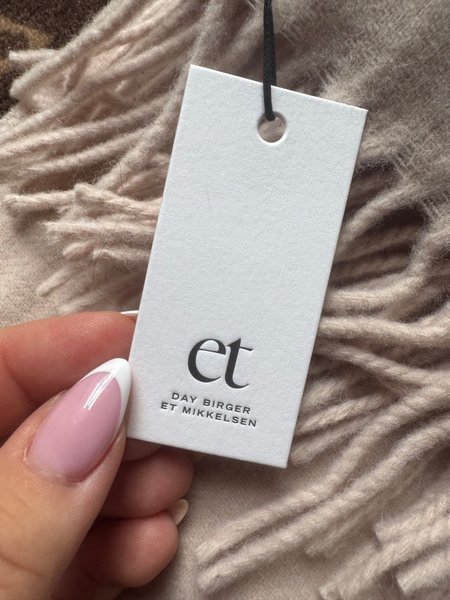 et
DAY BIRGER
ET MIKKELSEN